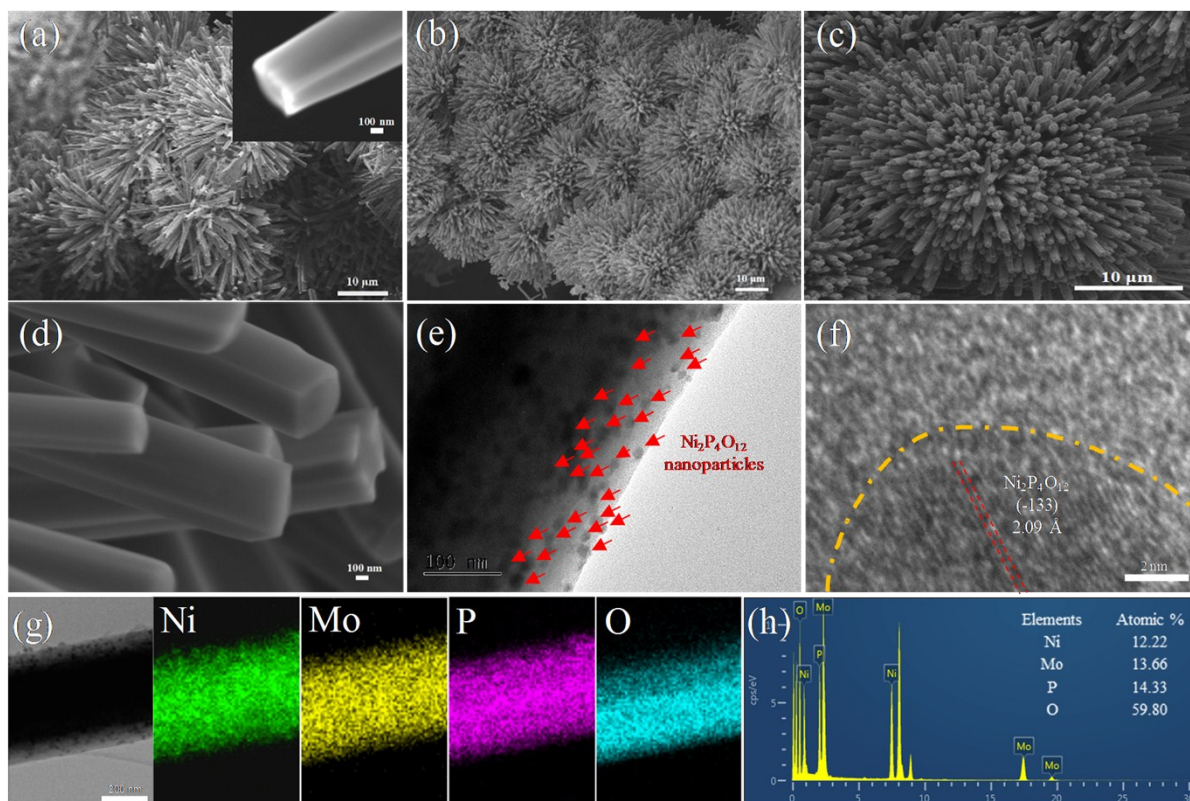 (a)
100 nm
10 µm
(b)
10 µm
(c)
10 µm
(d)
100 nm
(e)
Ni₂P₄O₁₂
nanoparticles
100 nm
(f)
Ni₂P₄O₁₂
(-133)
2.09 Å
2 nm
(g)
Ni
Mo
P
O
(h)
Elements Atomic %
Ni 12.22
Mo 13.66
P 14.33
O 59.80
O
Mo
P
Ni
Ni
Mo
Mo
cps/eV
5
0
0
5
10
15
20
25